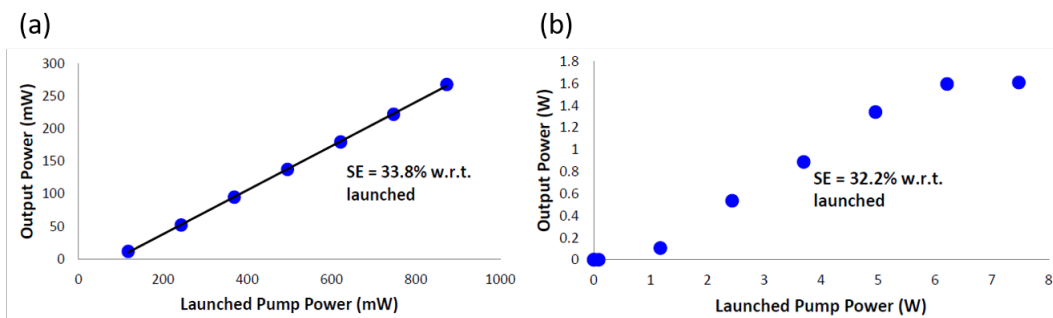 (a)
300
250
200
150
100
50
0
Output Power (mW)
SE = 33.8% w.r.t.
launched
0 200 400 600 800 1000
Launched Pump Power (mW)
(b)
1.8
1.6
1.4
1.2
1
0.8
0.6
0.4
0.2
0
Output Power (W)
SE = 32.2% w.r.t.
launched
0 1 2 3 4 5 6 7 8
Launched Pump Power (W)